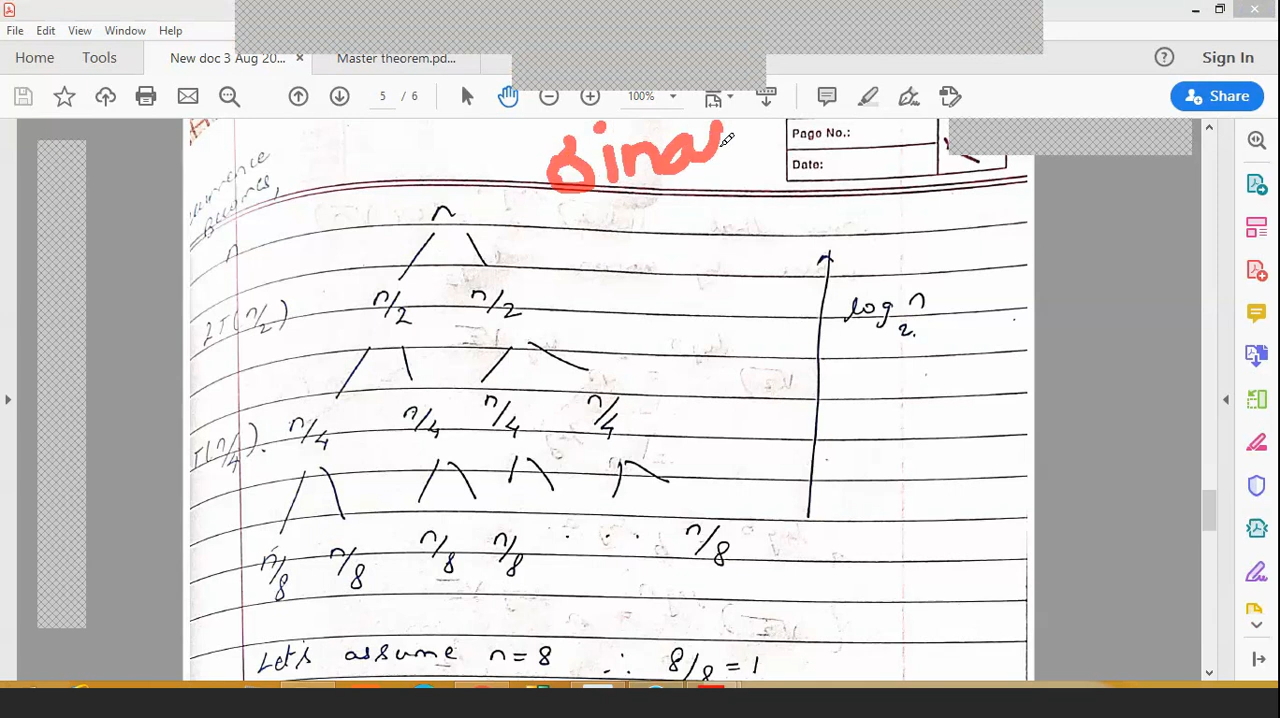 File Edit View Window Help
Home Tools New doc 3 Aug 20... × Master theorem.pd... Sign In
5 / 6 100% Share
Page No.:
Date:
n
n
n/2 n/2
log₂ n
2T(n/2)
n/4 n/4 n/4 n/4
T(n/4).
n/8 n/8 n/8 n/8 . . . n/8
Let's assume n = 8 ∴ 8/8 = 1